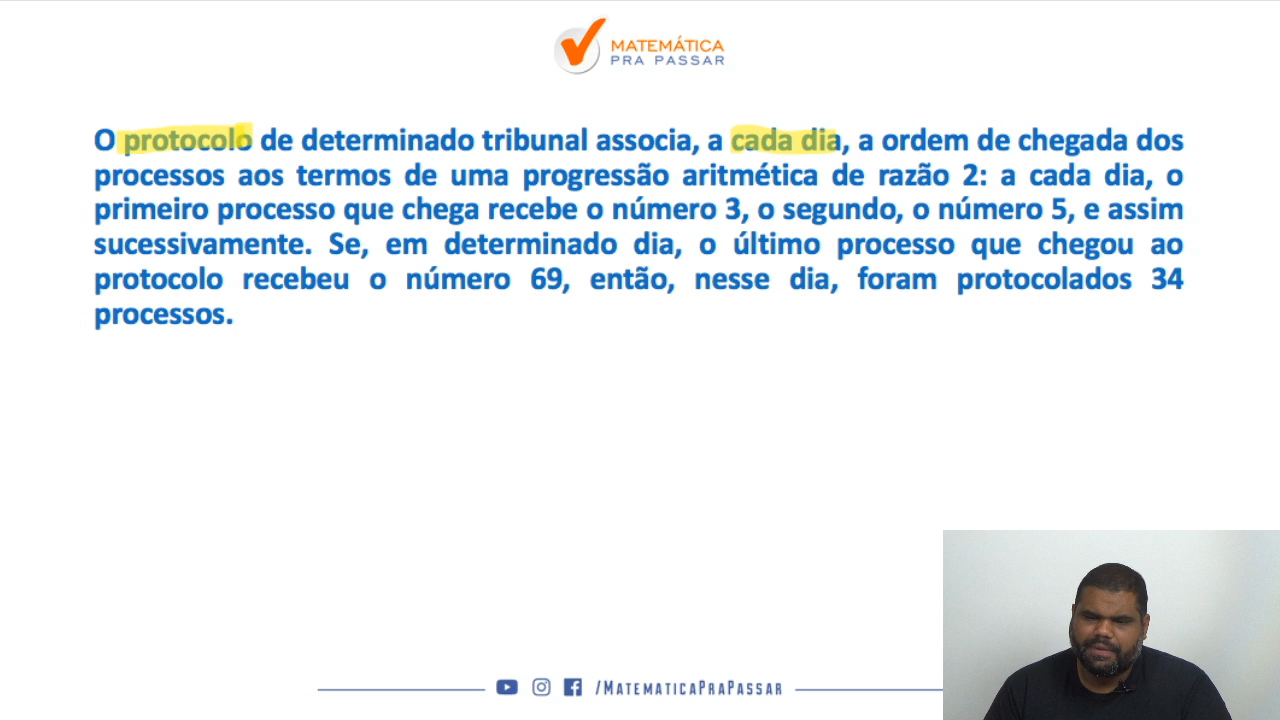 MATEMÁTICA
PRA PASSAR
O protocolo de determinado tribunal associa, a cada dia, a ordem de chegada dos
processos aos termos de uma progressão aritmética de razão 2: a cada dia, o
primeiro processo que chega recebe o número 3, o segundo, o número 5, e assim
sucessivamente. Se, em determinado dia, o último processo que chegou ao
protocolo recebeu o número 69, então, nesse dia, foram protocolados 34
processos.
/MATEMATICAPRAPASSAR